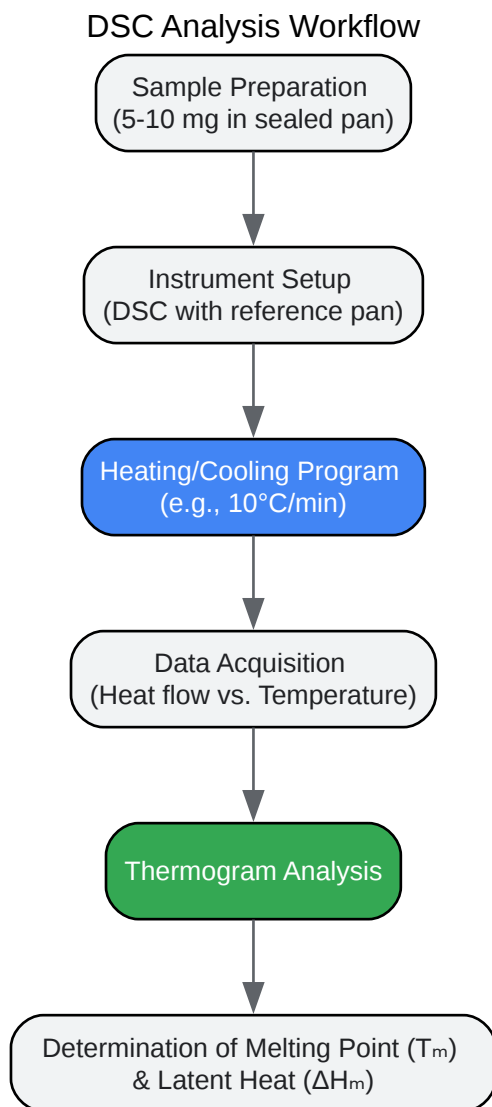 DSC Analysis Workflow
Sample Preparation
(5-10 mg in sealed pan)
Instrument Setup
(DSC with reference pan)
Heating/Cooling Program
(e.g., 10°C/min)
Data Acquisition
(Heat flow vs. Temperature)
Thermogram Analysis
Determination of Melting Point (Tₘ)
& Latent Heat (ΔHₘ)